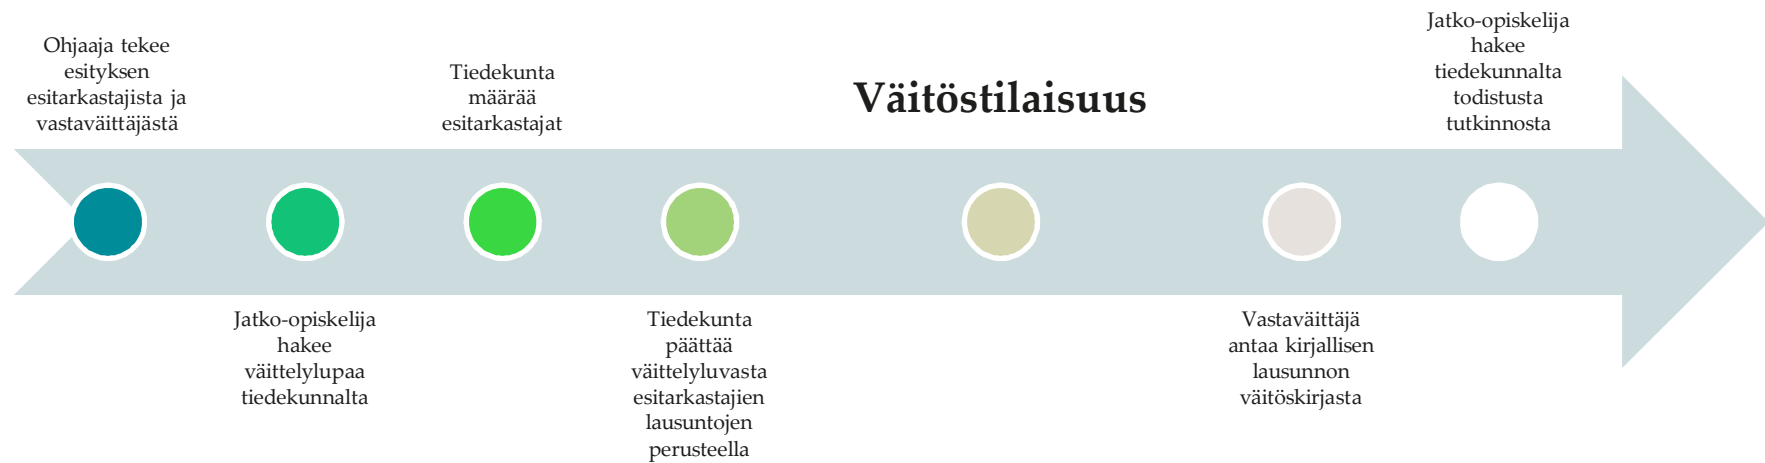 Ohjaaja tekee
esityksen
esitarkastajista ja
vastaväittäjästä
Jatko-opiskelija
hakee
väittelylupaa
tiedekunnalta
Tiedekunta
määrää
esitarkastajat
Tiedekunta
päättää
väittelyluvasta
esitarkastajien
lausuntojen
perusteella
Väitöstilaisuus
Vastaväittäjä
antaa kirjallisen
lausunnon
väitöskirjasta
Jatko-opiskelija
hakee
tiedekunnalta
todistusta
tutkinnosta